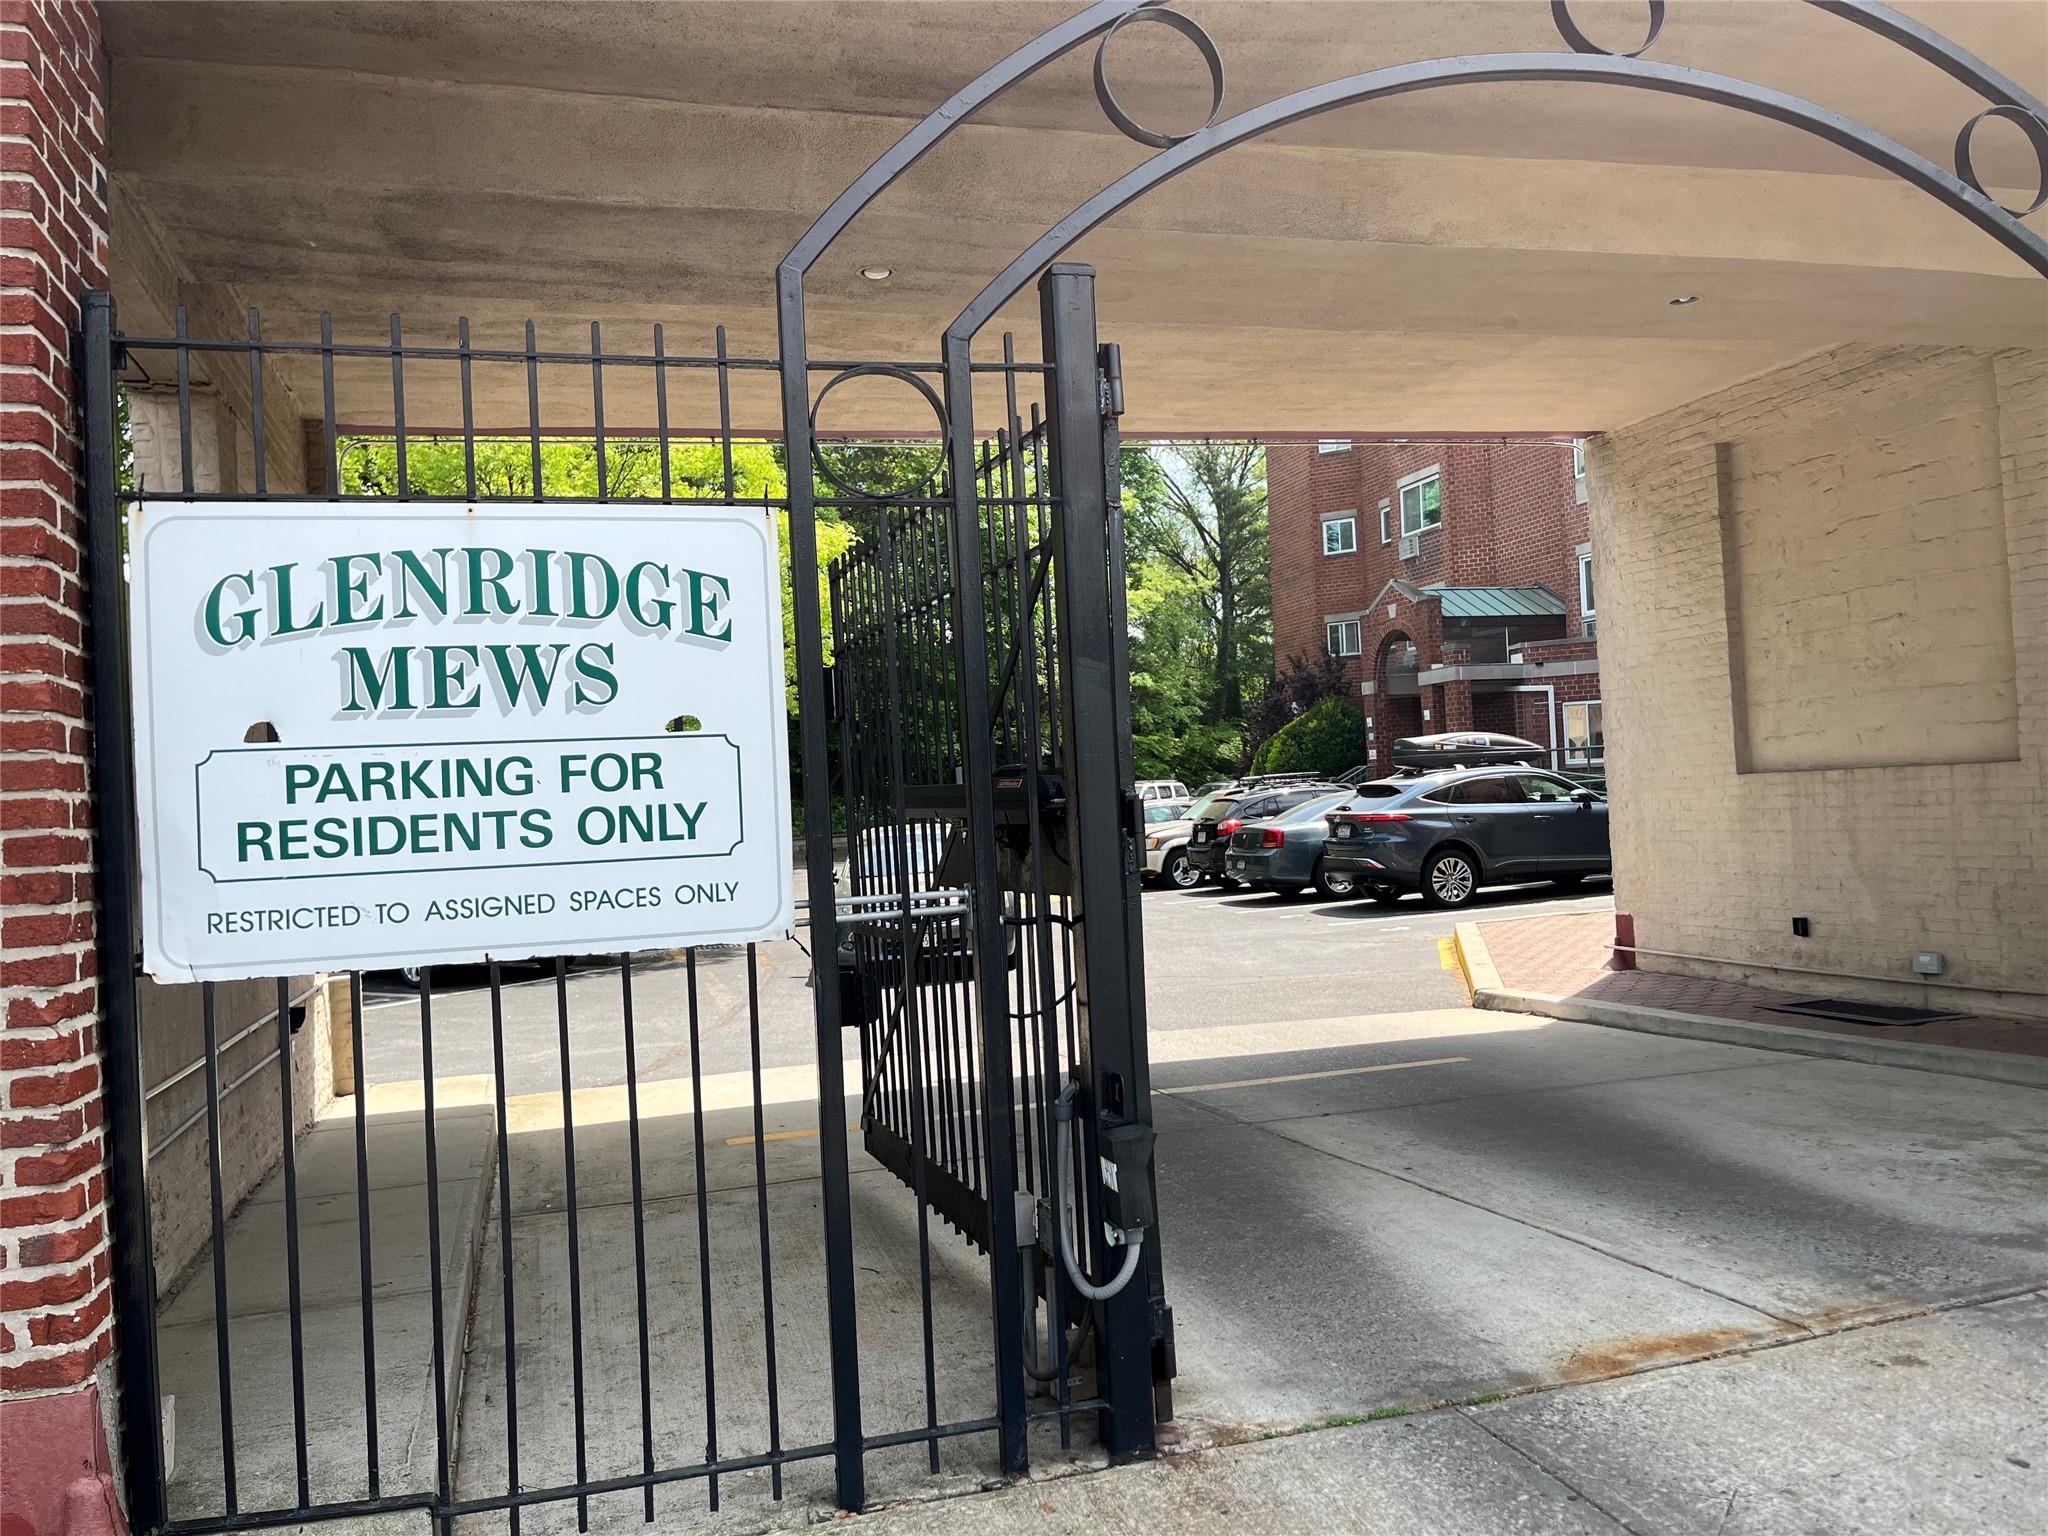 GLENRIDGE
MEWS
PARKING FOR
RESIDENTS ONLY
RESTRICTED TO ASSIGNED SPACES ONLY